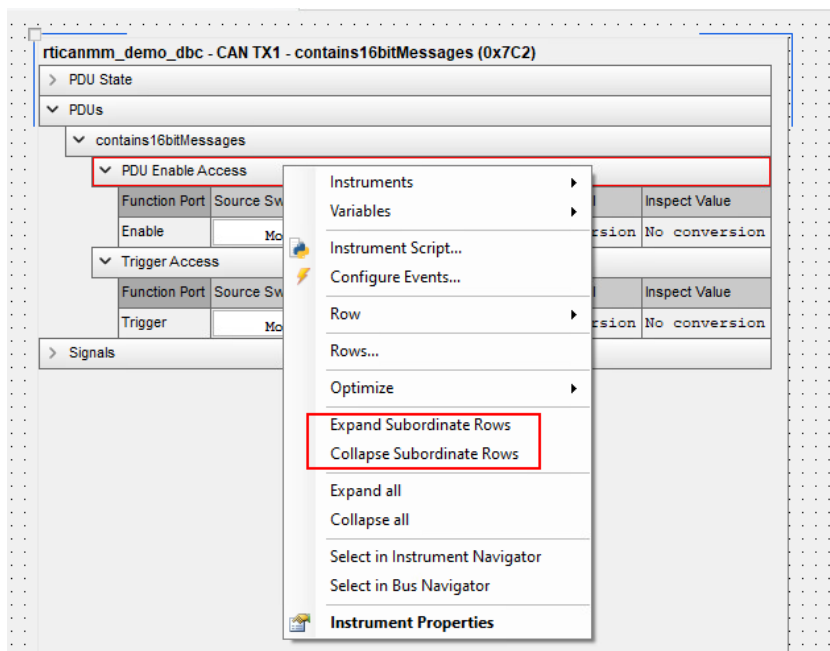 rticanmm_demo_dbc - CAN TX1 - contains16bitMessages (0x7C2)
PDU State
PDUs
contains16bitMessages
PDU Enable Access
Function Port Source Sw Inspect Value
Enable Mo rsion No conversion
Trigger Access
Function Port Source Sw Inspect Value
Trigger Mo rsion No conversion
Signals
Instruments
Variables
Instrument Script...
Configure Events...
Row
Rows...
Optimize
Expand Subordinate Rows
Collapse Subordinate Rows
Expand all
Collapse all
Select in Instrument Navigator
Select in Bus Navigator
Instrument Properties